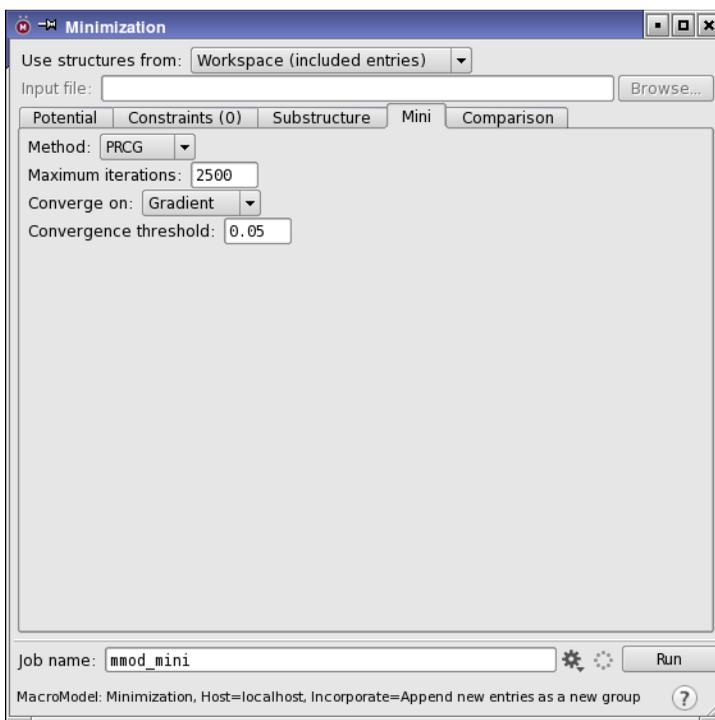 Minimization
Use structures from: Workspace (included entries)
Input file: Browse...
Potential Constraints (0) Substructure Mini Comparison
Method: PRCG
Maximum iterations: 2500
Converge on: Gradient
Convergence threshold: 0.05
Job name: mmod_mini Run
MacroModel: Minimization, Host=localhost, Incorporate=Append new entries as a new group ?